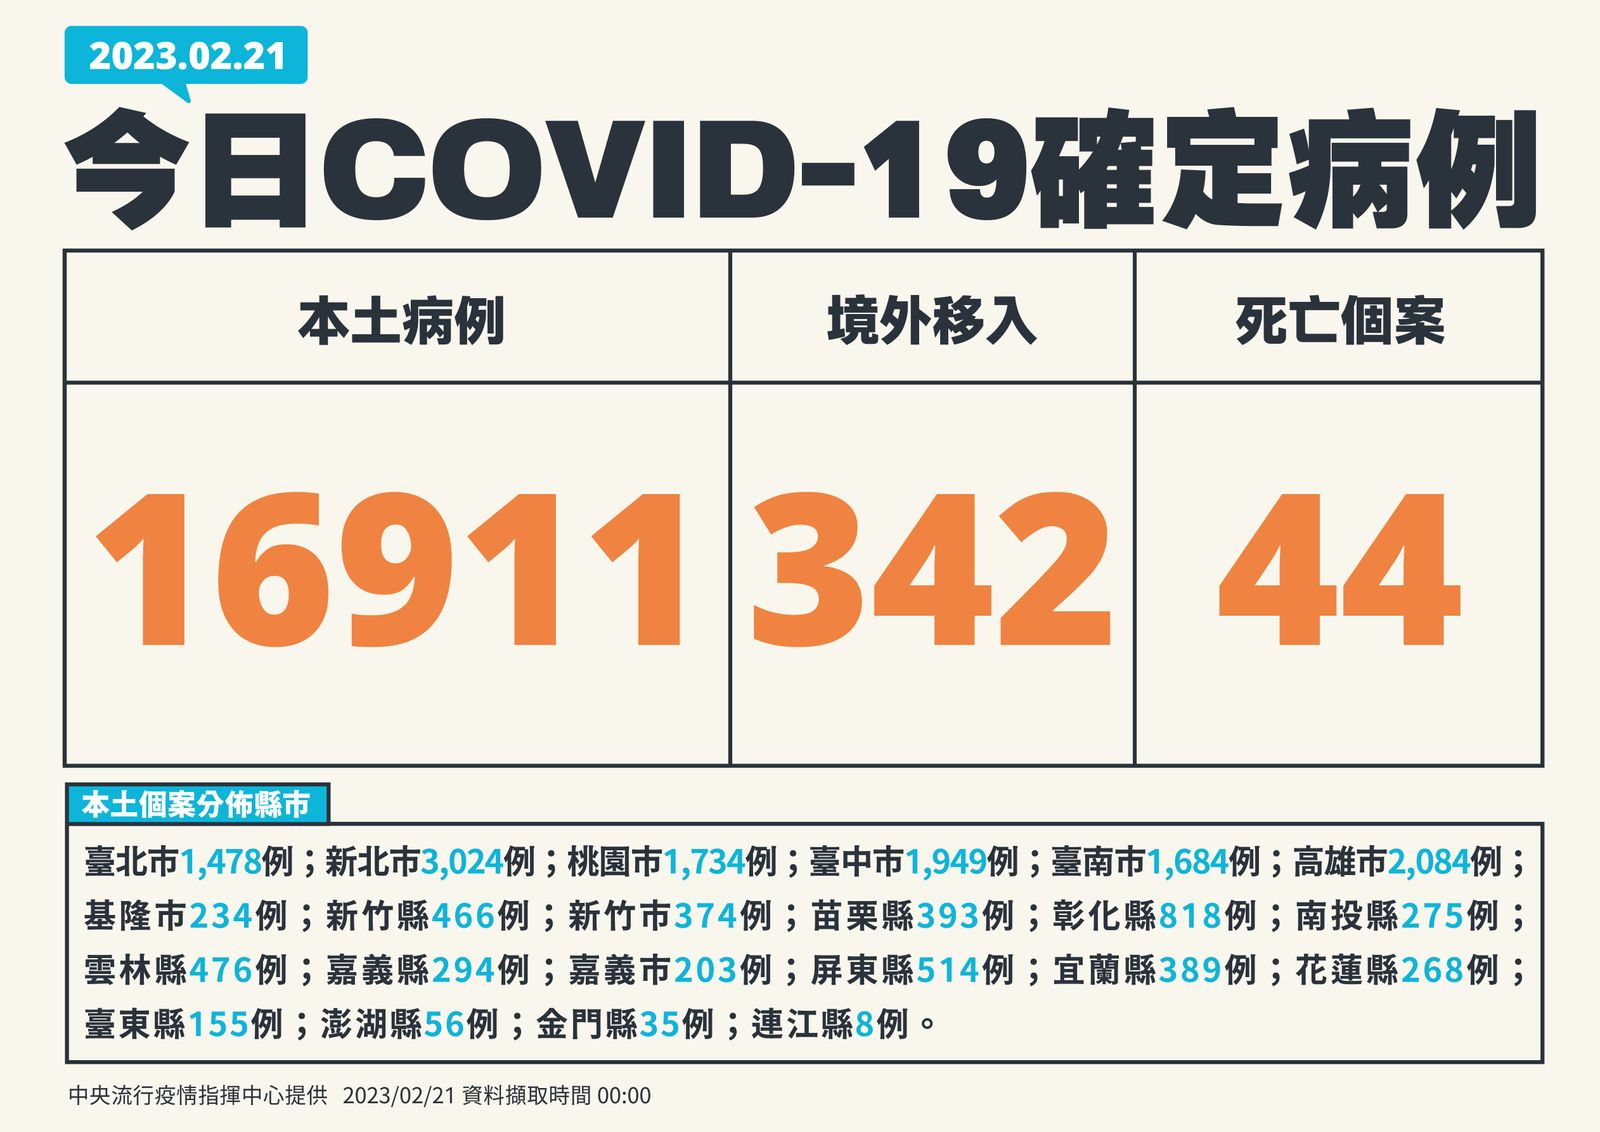 2023.02.21
今日COVID-19確定病例
本土病例 境外移入 死亡個案
16911 342 44
本土個案分佈縣市
臺北市1,478例；新北市3,024例；桃園市1,734例；臺中市1,949例；臺南市1,684例；高雄市2,084例；
基隆市234例；新竹縣466例；新竹市374例；苗栗縣393例；彰化縣818例；南投縣275例；
雲林縣476例；嘉義縣294例；嘉義市203例；屏東縣514例；宜蘭縣389例；花蓮縣268例；
臺東縣155例；澎湖縣56例；金門縣35例；連江縣8例。
中央流行疫情指揮中心提供 2023/02/21 資料擷取時間 00:00